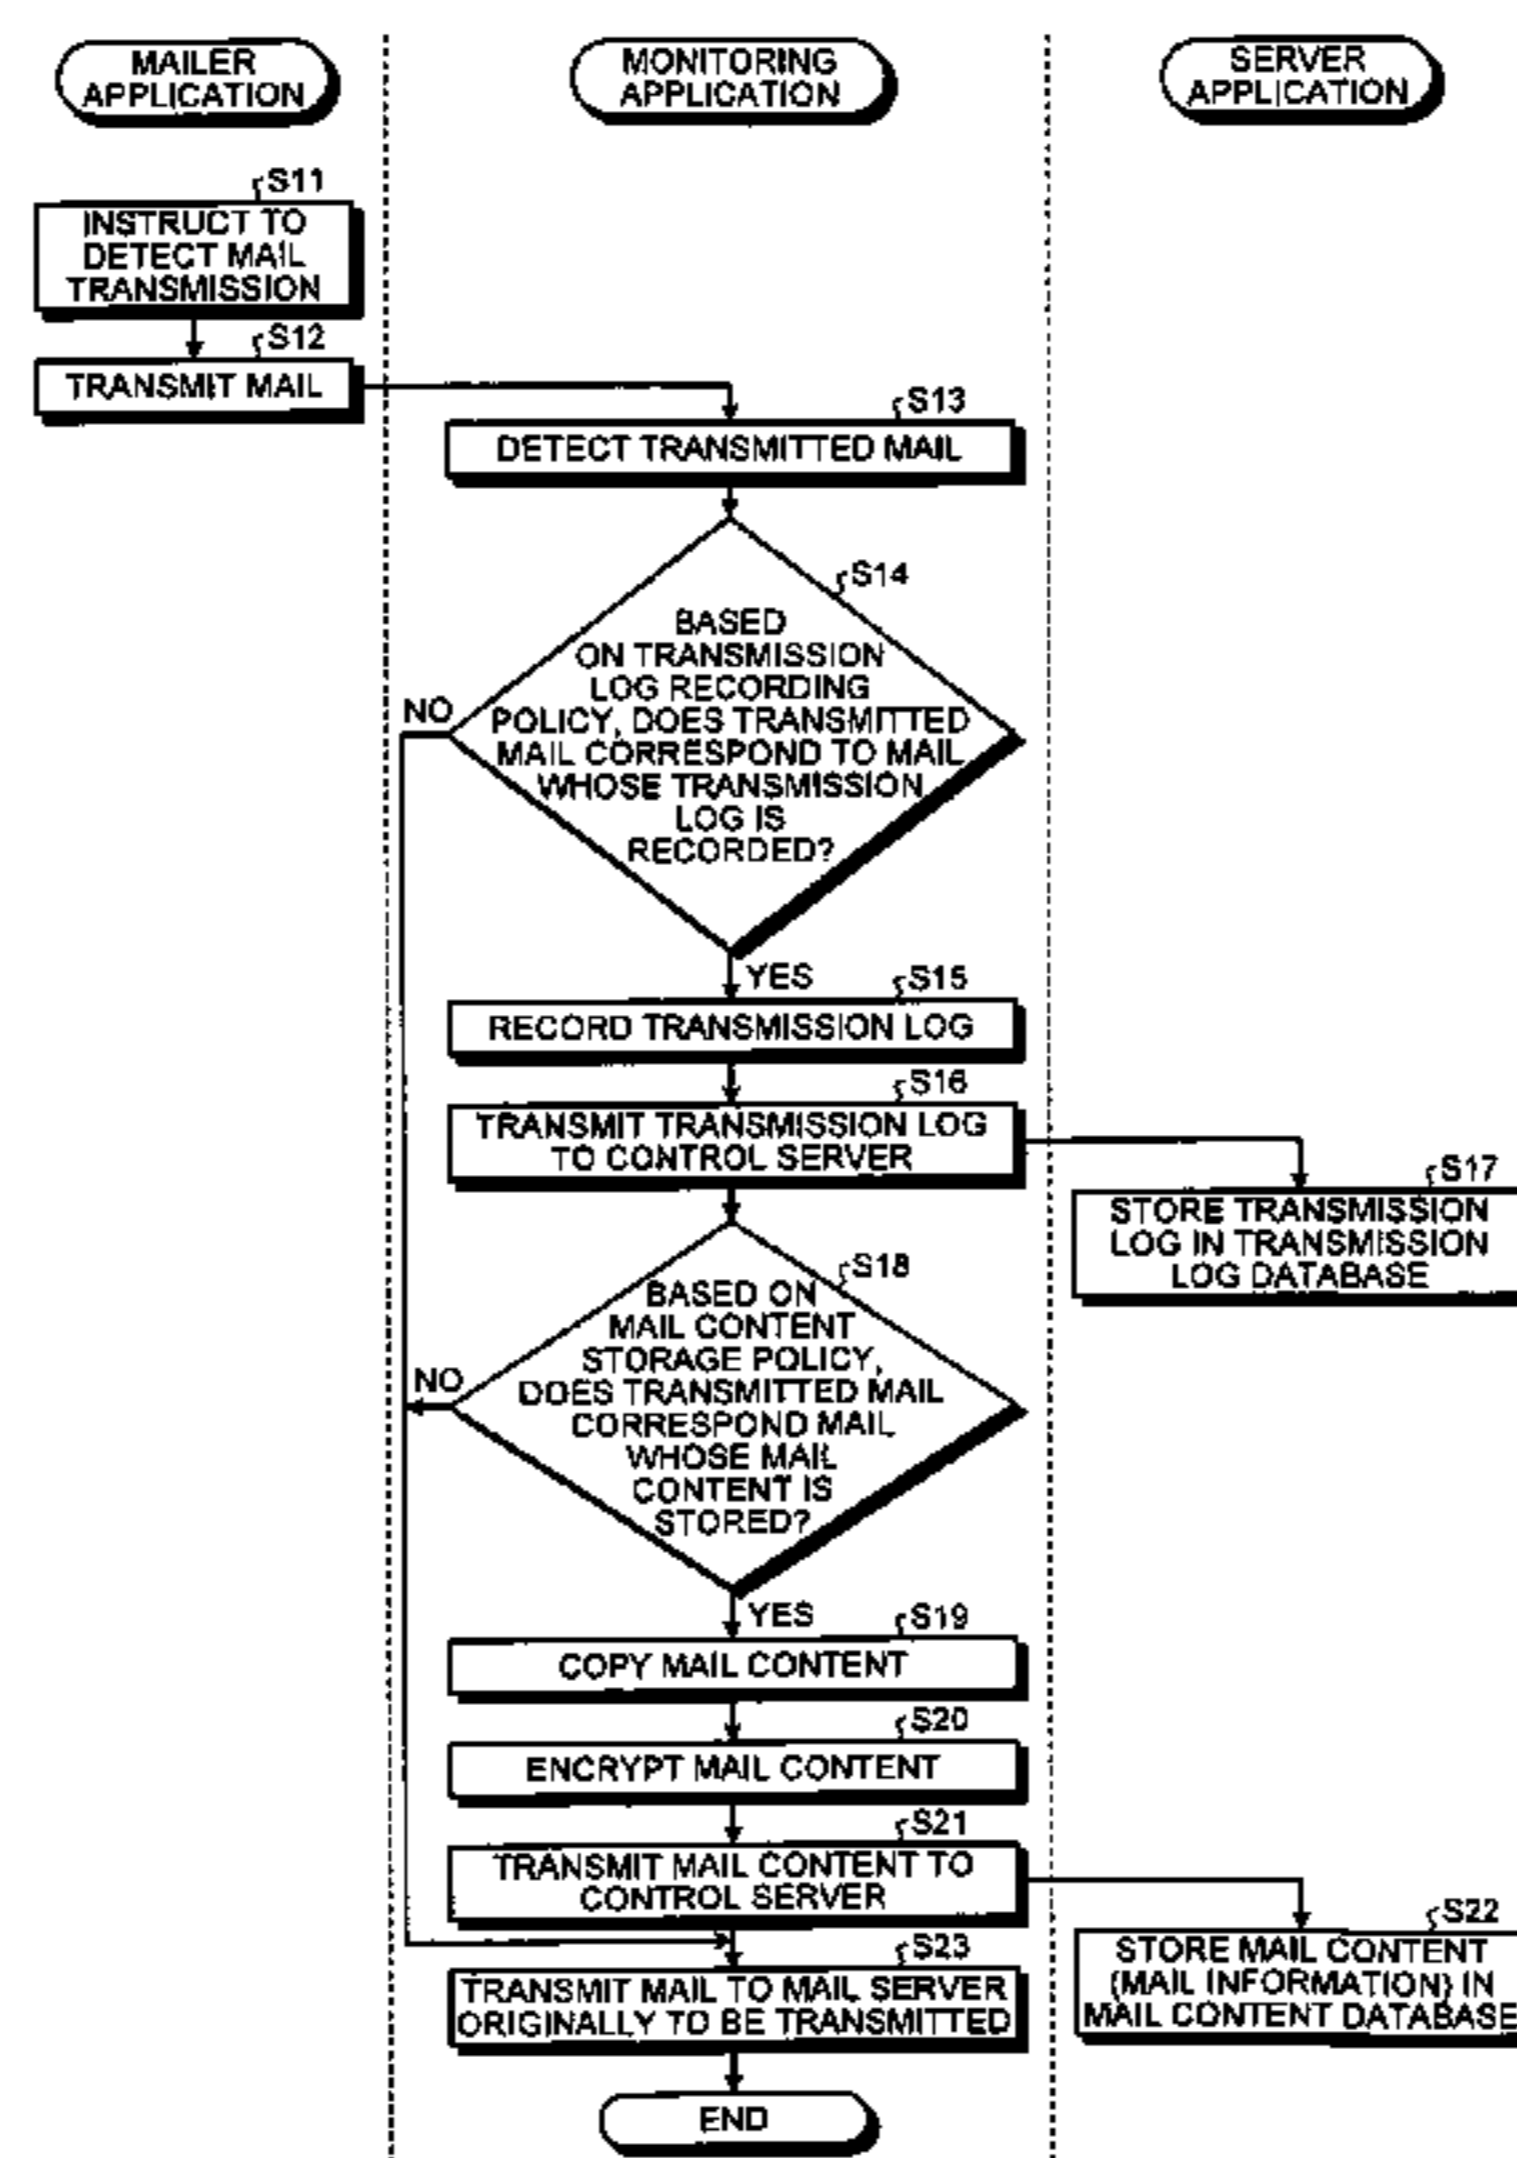 MAILER
APPLICATION
MONITORING
APPLICATION
SERVER
APPLICATION
S11
INSTRUCT TO
DETECT MAIL
TRANSMISSION
S12
TRANSMIT MAIL
S13
DETECT TRANSMITTED MAIL
S14
BASED
ON TRANSMISSION
LOG RECORDING
POLICY, DOES TRANSMITTED
MAIL CORRESPOND TO MAIL
WHOSE TRANSMISSION
LOG IS
RECORDED?
NO
YES
S15
RECORD TRANSMISSION LOG
S16
TRANSMIT TRANSMISSION LOG
TO CONTROL SERVER
S17
STORE TRANSMISSION
LOG IN TRANSMISSION
LOG DATABASE
S18
BASED ON
MAIL CONTENT
STORAGE POLICY,
DOES TRANSMITTED MAIL
CORRESPOND MAIL
WHOSE MAIL
CONTENT IS
STORED?
NO
YES
S19
COPY MAIL CONTENT
S20
ENCRYPT MAIL CONTENT
S21
TRANSMIT MAIL CONTENT TO
CONTROL SERVER
S22
STORE MAIL CONTENT
(MAIL INFORMATION) IN
MAIL CONTENT DATABASE
S23
TRANSMIT MAIL TO MAIL SERVER
ORIGINALLY TO BE TRANSMITTED
END